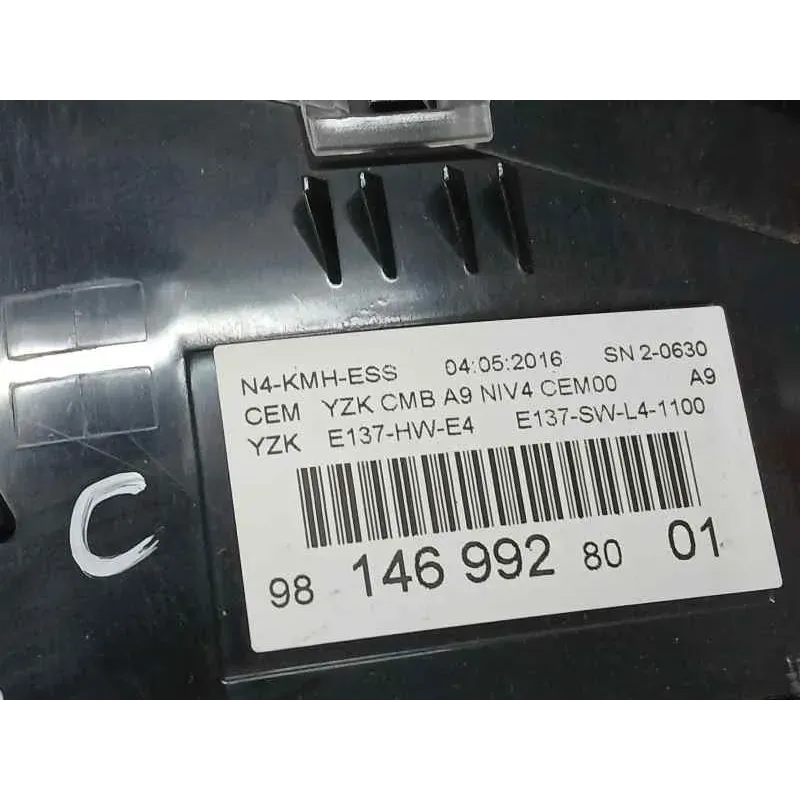 N4-KMH-ESS 04:05:2016 SN 2-0630
CEM YZK CMB A9 NIV4 CEM00 A9
YZK E137-HW-E4 E137-SW-L4-1100
98 146 992 80 01
C